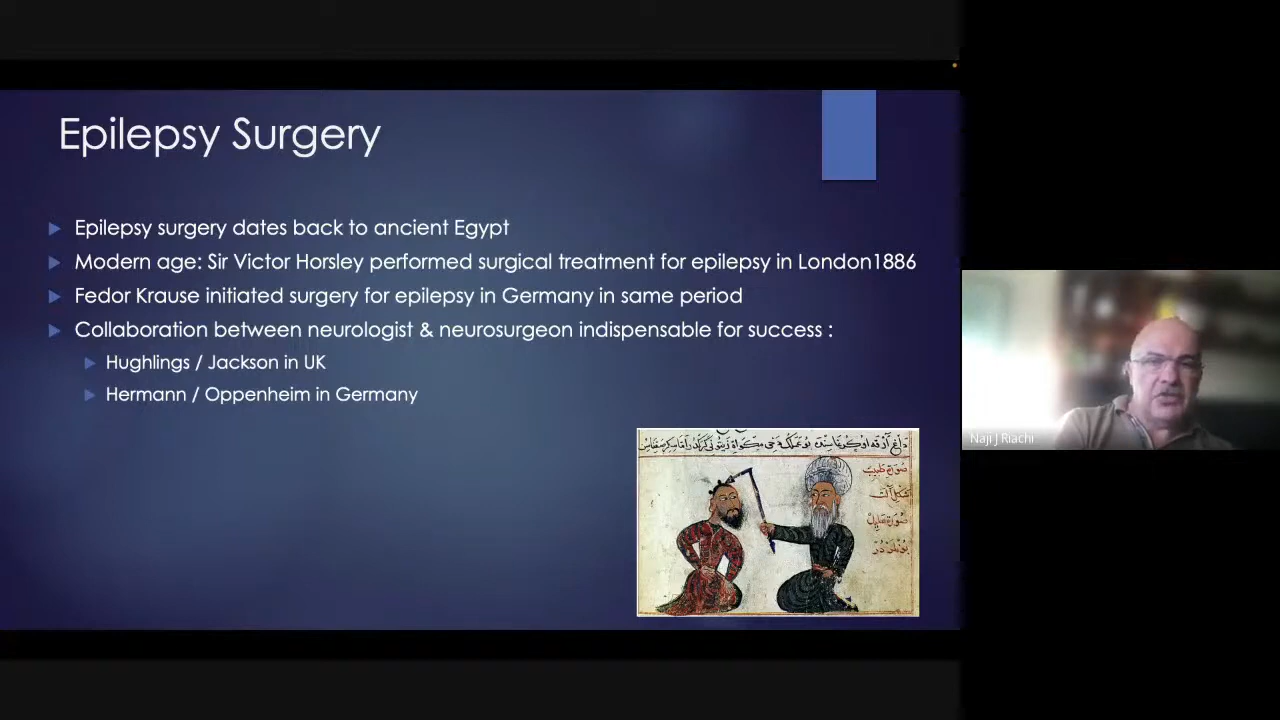 Epilepsy Surgery
Epilepsy surgery dates back to ancient Egypt
Modern age: Sir Victor Horsley performed surgical treatment for epilepsy in London1886
Fedor Krause initiated surgery for epilepsy in Germany in same period
Collaboration between neurologist & neurosurgeon indispensable for success :
Hughlings / Jackson in UK
Hermann / Oppenheim in Germany
Naji J Riachi